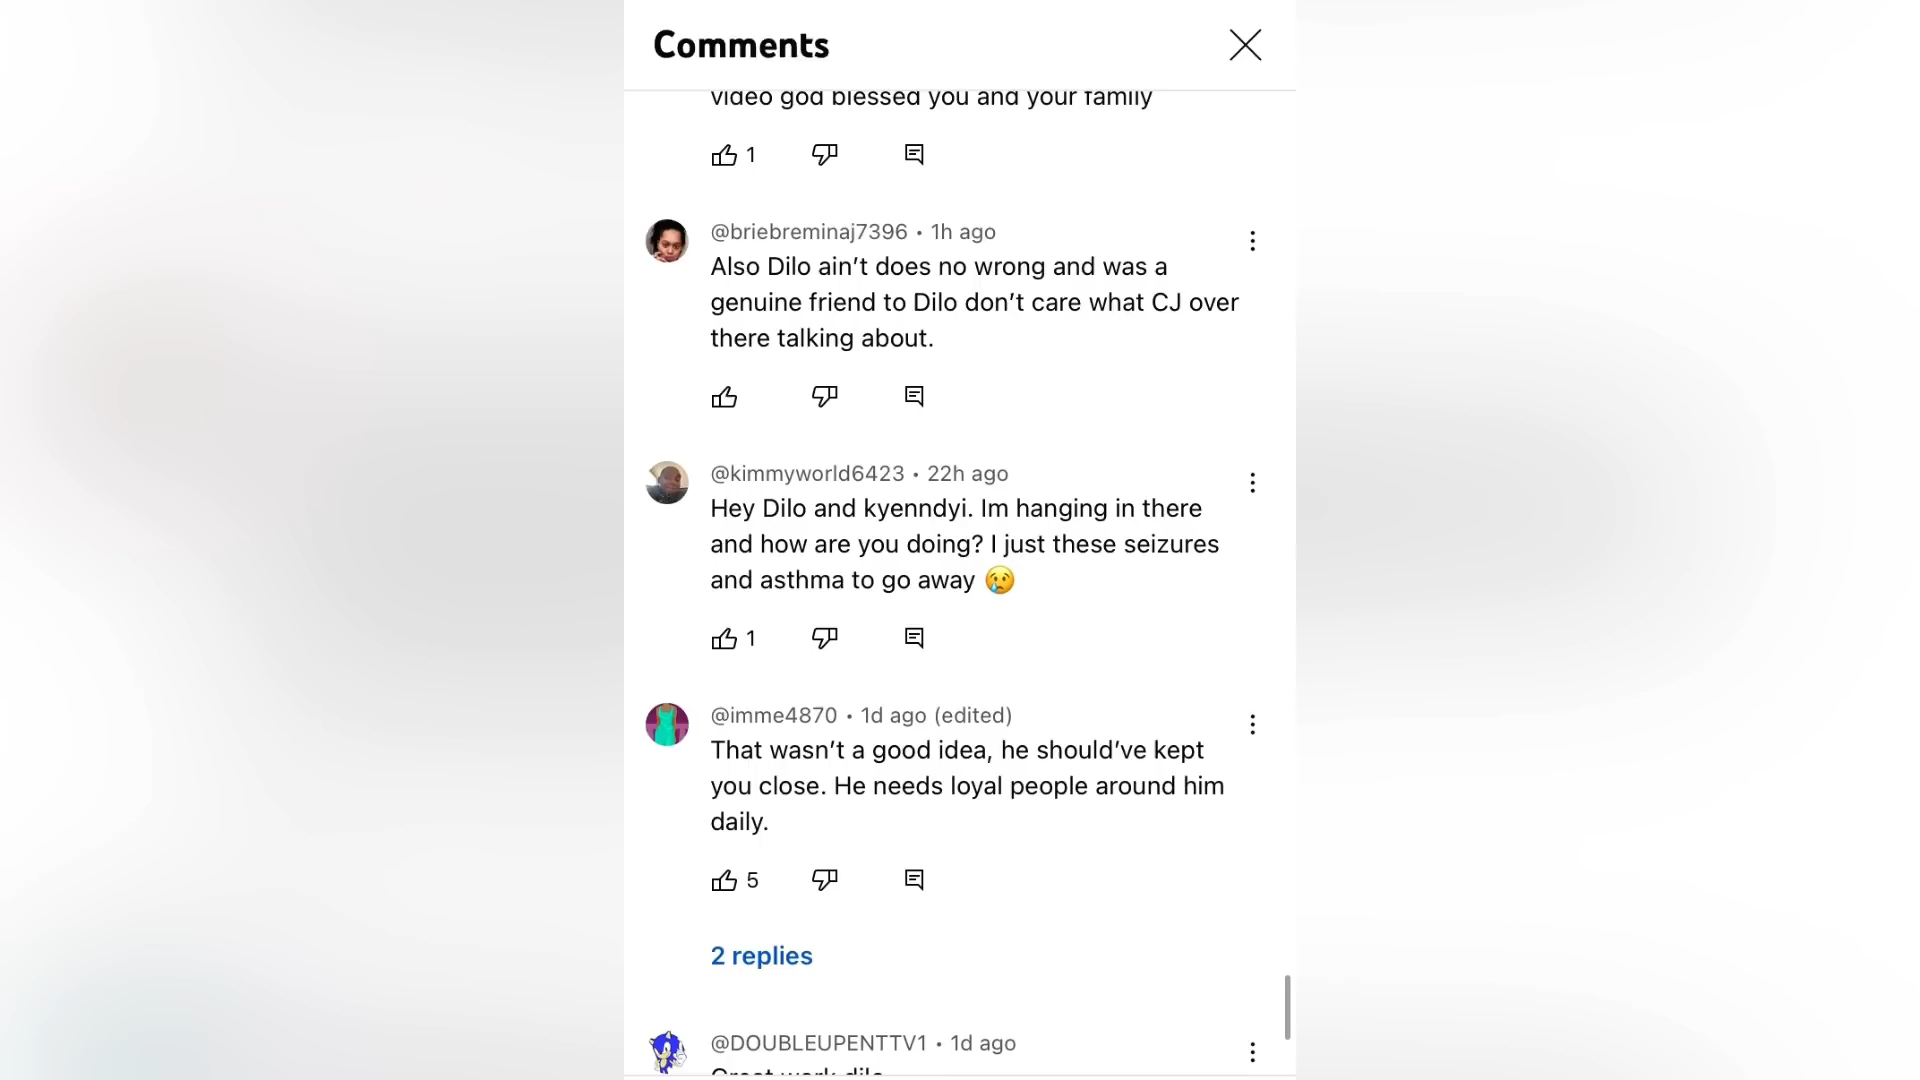 Comments
video god blessed you and your family
1
@briebreminaj7396 • 1h ago
Also Dilo ain’t does no wrong and was a
genuine friend to Dilo don’t care what CJ over
there talking about.
@kimmyworld6423 • 22h ago
Hey Dilo and kyenndyi. Im hanging in there
and how are you doing? I just these seizures
and asthma to go away 😢
1
@imme4870 • 1d ago (edited)
That wasn’t a good idea, he should’ve kept
you close. He needs loyal people around him
daily.
5
2 replies
@DOUBLEUPENTTV1 • 1d ago
Great work dilo